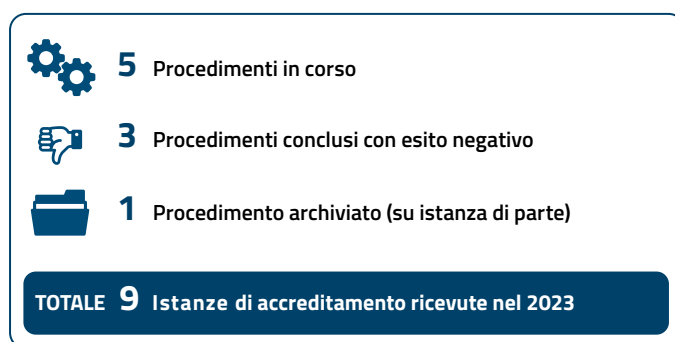 5 Procedimenti in corso
3 Procedimenti conclusi con esito negativo
1 Procedimento archiviato (su istanza di parte)
TOTALE 9 Istanze di accreditamento ricevute nel 2023